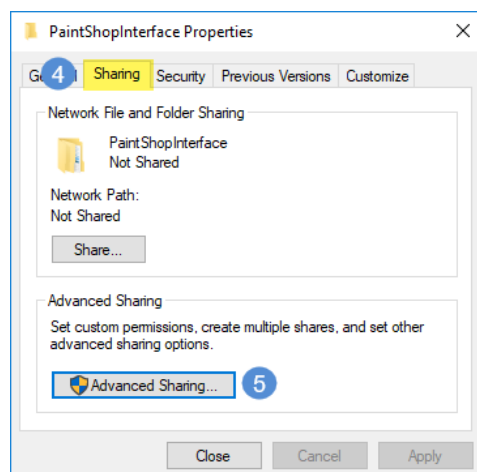 PaintShopInterface Properties
4
Sharing
Security
Previous Versions
Customize
Network File and Folder Sharing
PaintShopInterface
Not Shared
Network Path:
Not Shared
Share...
Advanced Sharing
Set custom permissions, create multiple shares, and set other
advanced sharing options.
Advanced Sharing...
5
Close
Cancel
Apply